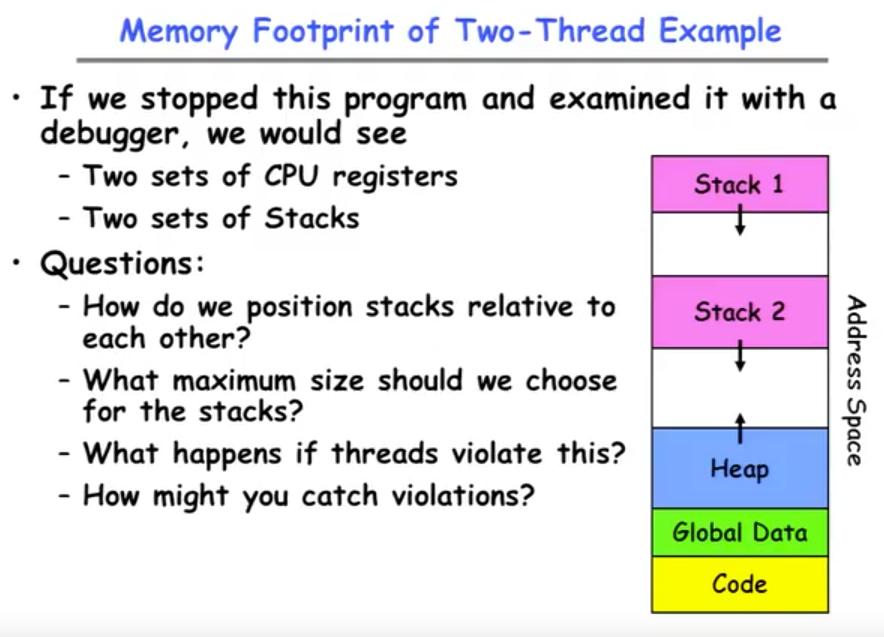 Memory Footprint of Two-Thread Example
• If we stopped this program and examined it with a
debugger, we would see
– Two sets of CPU registers
– Two sets of Stacks
• Questions:
– How do we position stacks relative to
each other?
– What maximum size should we choose
for the stacks?
– What happens if threads violate this?
– How might you catch violations?
Stack 1
Stack 2
Heap
Global Data
Code
Address Space